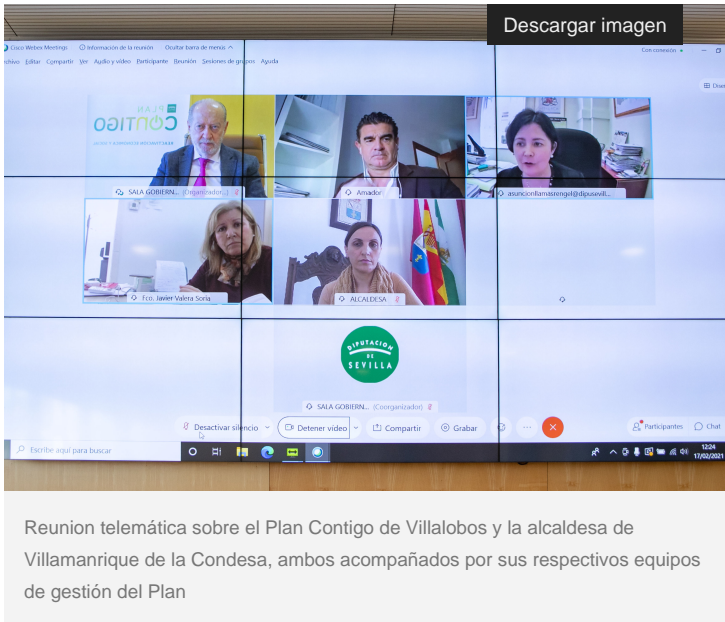 Descargar imagen
Cisco Webex Meetings Información de la reunión Ocultar barra de menús
Con conexión
Archivo Editar Compartir Ver Audio y vídeo Participante Reunión Sesiones de grupos Ayuda
PLAN
CONTIGO
SALA GOBIERN... (Organizador...)
Amador
asuncionllamasrengel@dipusevill...
Fco. Javier Valera Soria
ALCALDESA
DIPUTACION
DE
SEVILLA
SALA GOBIERN... (Coorganizador)
Desactivar silencio Detener vídeo Compartir Grabar
Participantes Chat
Escribe aquí para buscar
12:24
17/02/2021
Reunion telemática sobre el Plan Contigo de Villalobos y la alcaldesa de
Villamanrique de la Condesa, ambos acompañados por sus respectivos equipos
de gestión del Plan